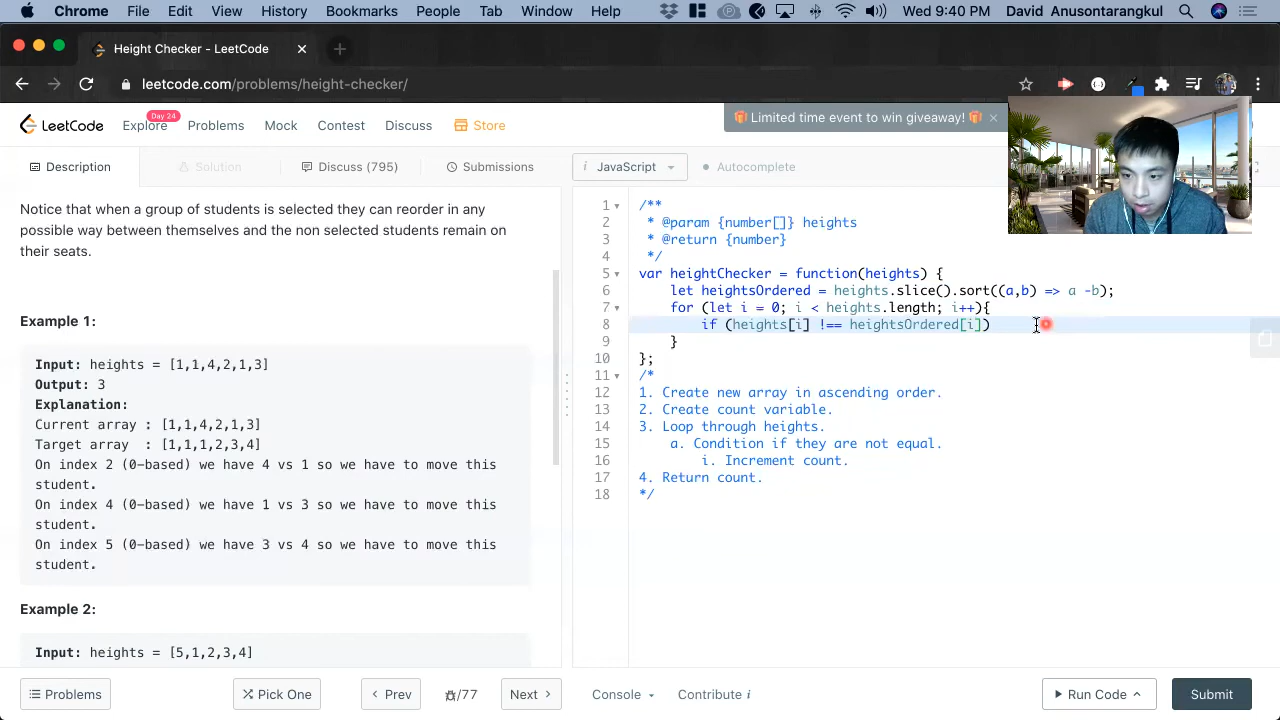 Chrome File Edit View History Bookmarks People Tab Window Help Wed 9:40 PM David Anusontarangkul
Height Checker - LeetCode
leetcode.com/problems/height-checker/
LeetCode Explore Day 24 Problems Mock Contest Discuss Store
Limited time event to win giveaway!
Description Solution Discuss (795) Submissions
i JavaScript Autocomplete
Notice that when a group of students is selected they can reorder in any
possible way between themselves and the non selected students remain on
their seats.
Example 1:
Input: heights = [1,1,4,2,1,3]
Output: 3
Explanation:
Current array : [1,1,4,2,1,3]
Target array  : [1,1,1,2,3,4]
On index 2 (0-based) we have 4 vs 1 so we have to move this
student.
On index 4 (0-based) we have 1 vs 3 so we have to move this
student.
On index 5 (0-based) we have 3 vs 4 so we have to move this
student.
Example 2:
Input: heights = [5,1,2,3,4]
1 /**
2 * @param {number[]} heights
3 * @return {number}
4 */
5 var heightChecker = function(heights) {
6 let heightsOrdered = heights.slice().sort((a,b) => a -b);
7 for (let i = 0; i < heights.length; i++){
8 if (heights[i] !== heightsOrdered[i])
9 }
10 };
11 /*
12 1. Create new array in ascending order.
13 2. Create count variable.
14 3. Loop through heights.
15 a. Condition if they are not equal.
16 i. Increment count.
17 4. Return count.
18 */
Problems Pick One Prev /77 Next Console Contribute i Run Code Submit